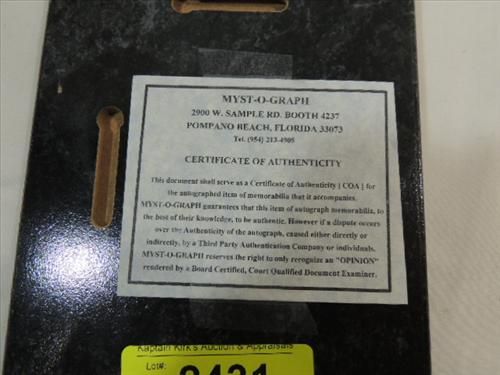 MYST-O-GRAPH
2900 W. SAMPLE RD. BOOTH 4237
POMPANO BEACH, FLORIDA 33073
Tel. (954) 213-4905
CERTIFICATE OF AUTHENTICITY
This document shall serve as a Certificate of Authenticity [ COA ] for
the autographed item of memorabilia that it accompanies.
MYST-O-GRAPH guarantees that this item of autograph memorabilia, to
the best of their knowledge, to be authentic. However if a dispute occurs
over the Authenticity of the autograph, caused either directly or
indirectly, by a Third Party Authentication Company or individuals.
MYST-O-GRAPH reserves the right to only recognize an "OPINION"
rendered by a Board Certified, Court Qualified Document Examiner.
Kaptain Kirk's Auction & Appraisals
Lot#:
2431